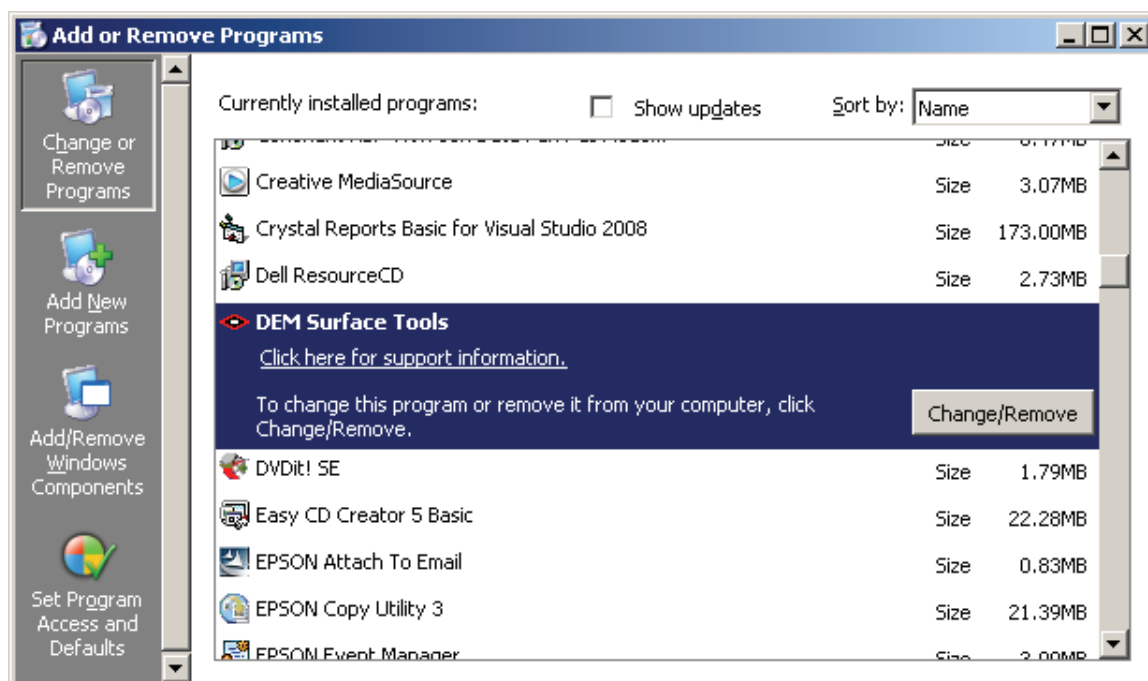 Add or Remove Programs
Change or
Remove
Programs
Add New
Programs
Add/Remove
Windows
Components
Set Program
Access and
Defaults
Currently installed programs:
Show updates
Sort by: Name
Creative MediaSource Size 3.07MB
Crystal Reports Basic for Visual Studio 2008 Size 173.00MB
Dell ResourceCD Size 2.73MB
DEM Surface Tools
Click here for support information.
To change this program or remove it from your computer, click
Change/Remove.
Change/Remove
DVDit! SE Size 1.79MB
Easy CD Creator 5 Basic Size 22.28MB
EPSON Attach To Email Size 0.83MB
EPSON Copy Utility 3 Size 21.39MB
EPSON Event Manager Size 3.00MB